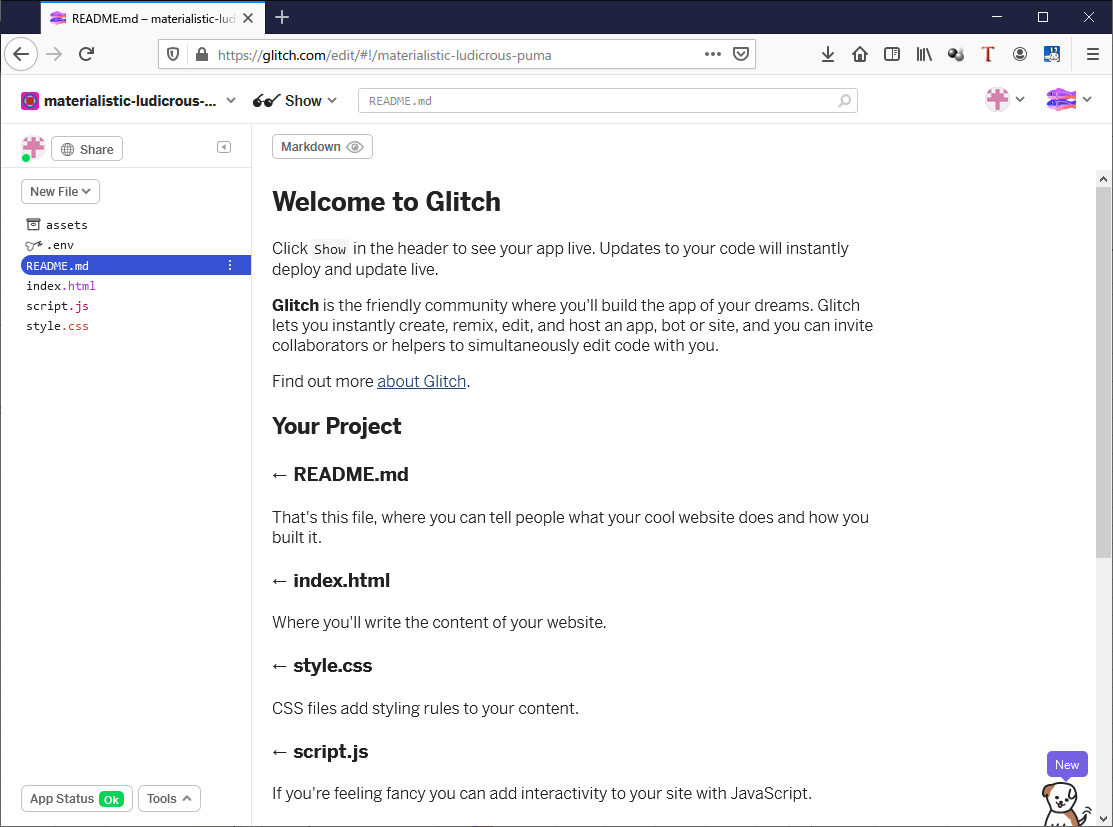 README.md – materialistic-lud
https://glitch.com/edit/#!/materialistic-ludicrous-puma
materialistic-ludicrous-...
Show
README.md
Share
New File
assets
.env
README.md
index.html
script.js
style.css
App Status Ok
Tools
Markdown
Welcome to Glitch
Click Show in the header to see your app live. Updates to your code will instantly
deploy and update live.
Glitch is the friendly community where you'll build the app of your dreams. Glitch
lets you instantly create, remix, edit, and host an app, bot or site, and you can invite
collaborators or helpers to simultaneously edit code with you.
Find out more about Glitch.
Your Project
← README.md
That's this file, where you can tell people what your cool website does and how you
built it.
← index.html
Where you'll write the content of your website.
← style.css
CSS files add styling rules to your content.
← script.js
If you're feeling fancy you can add interactivity to your site with JavaScript.
New